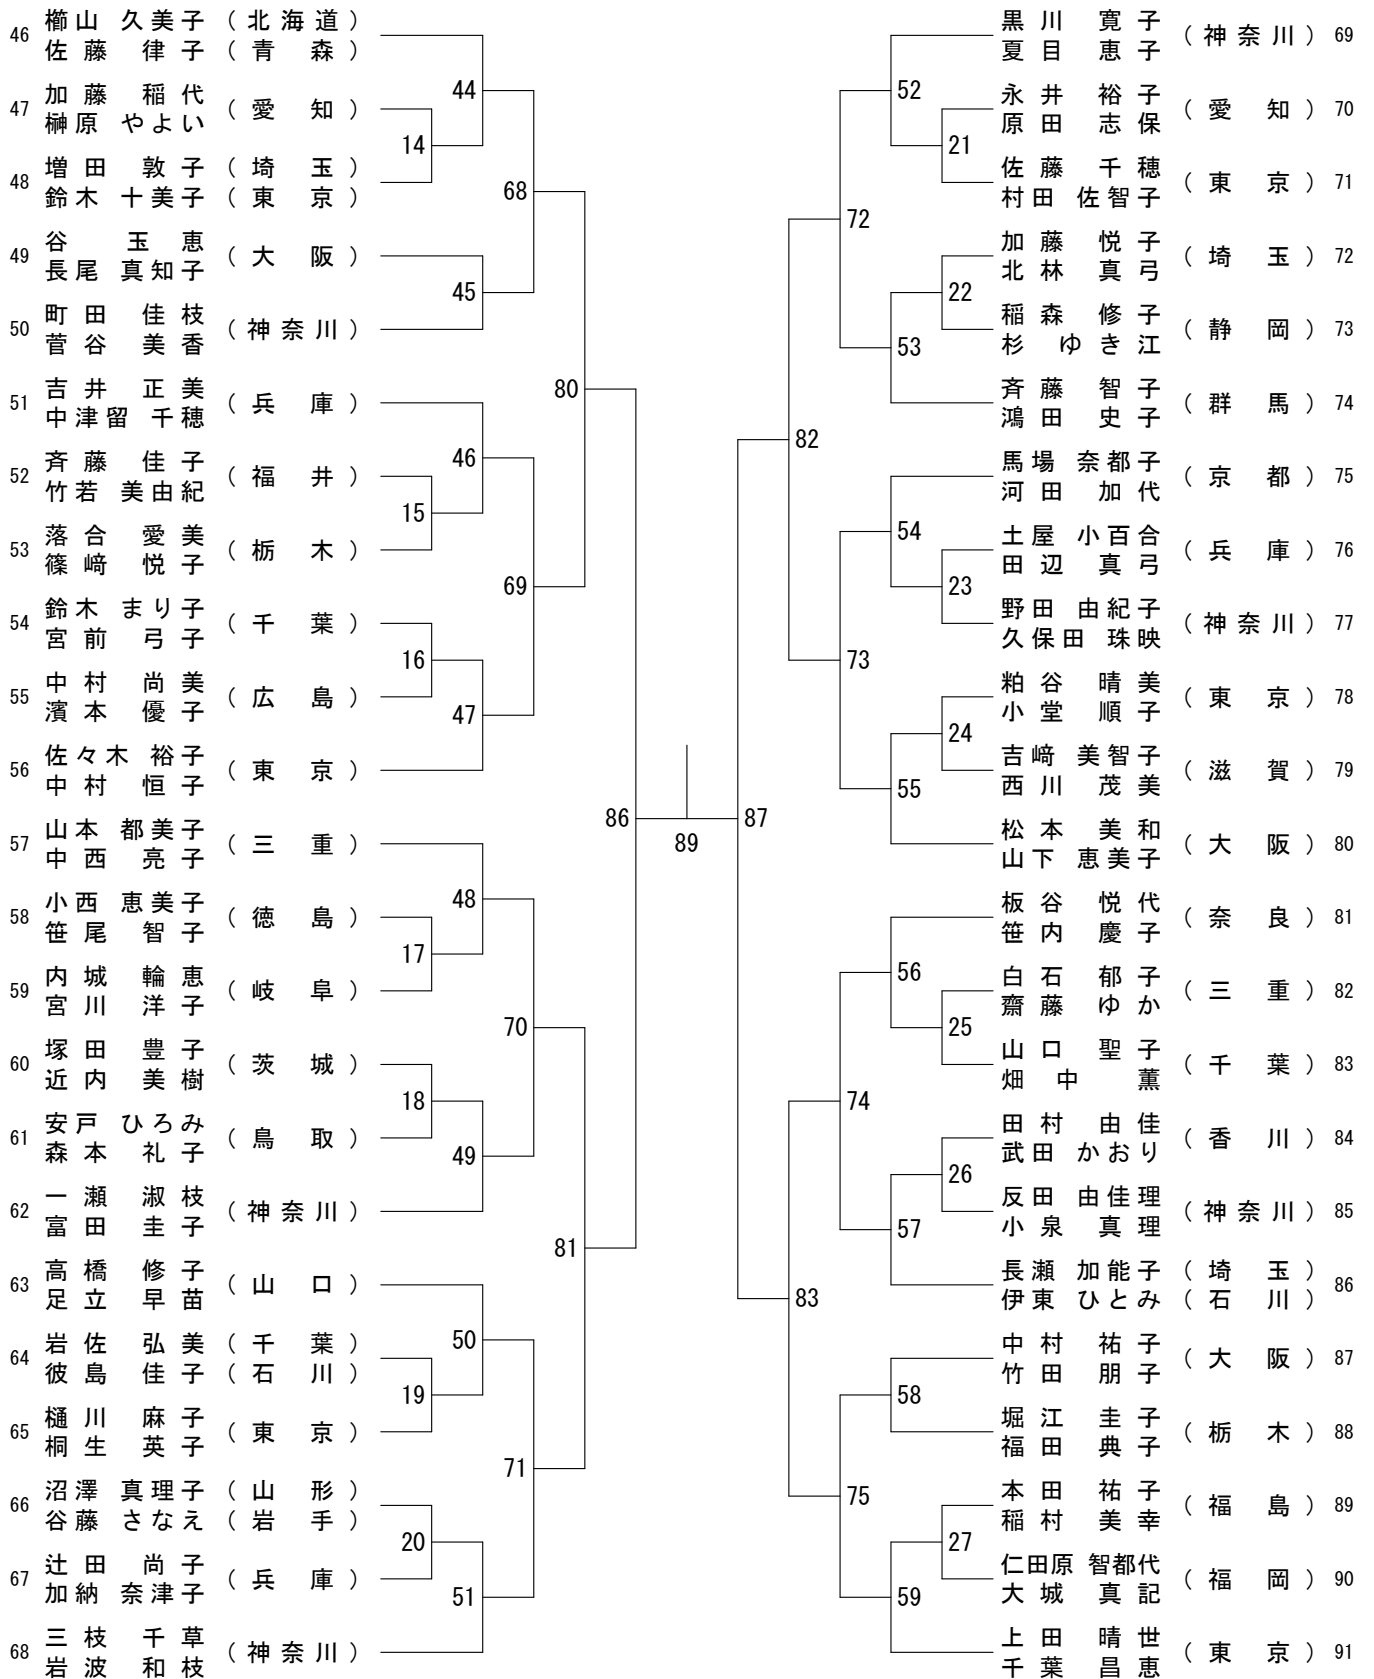 46 櫛山 久美子 (北海道)
佐藤 律子 (青森)
47 加藤 稲代 (愛知)
榊原 やよい
48 増田 敦子 (埼玉)
鈴木 十美子 (東京)
49 谷 玉恵 (大阪)
長尾 真知子
50 町田 佳枝 (神奈川)
菅谷 美香
51 吉井 正美 (兵庫)
中津留 千穂
52 斉藤 佳子 (福井)
竹若 美由紀
53 落合 愛美 (栃木)
篠﨑 悦子
54 鈴木 まり子 (千葉)
宮前 弓子
55 中村 尚美 (広島)
濱本 優子
56 佐々木 裕子 (東京)
中村 恒子
57 山本 都美子 (三重)
中西 亮子
58 小西 恵美子 (徳島)
笹尾 智子
59 内城 輪恵 (岐阜)
宮川 洋子
60 塚田 豊子 (茨城)
近内 美樹
61 安戸 ひろみ (鳥取)
森本 礼子
62 一瀬 淑枝 (神奈川)
富田 圭子
63 高橋 修子 (山口)
足立 早苗
64 岩佐 弘美 (千葉)
彼島 佳子 (石川)
65 樋川 麻子 (東京)
桐生 英子
66 沼澤 真理子 (山形)
谷藤 さなえ (岩手)
67 辻田 尚子 (兵庫)
加納 奈津子
68 三枝 千草 (神奈川)
岩波 和枝
44
14
68
45
80
46
15
69
16
47
86
48
17
70
18
49
81
50
19
71
20
51
89
87
52
21
72
22
53
82
54
23
73
24
55
56
25
74
26
57
83
58
75
27
59
黒川 寛子 (神奈川) 69
夏目 恵子
永井 裕子 (愛知) 70
原田 志保
佐藤 千穂 (東京) 71
村田 佐智子
加藤 悦子 (埼玉) 72
北林 真弓
稲森 修子 (静岡) 73
杉 ゆき江
斉藤 智子 (群馬) 74
鴻田 史子
馬場 奈都子 (京都) 75
河田 加代
土屋 小百合 (兵庫) 76
田辺 真弓
野田 由紀子 (神奈川) 77
久保田 珠映
粕谷 晴美 (東京) 78
小堂 順子
吉﨑 美智子 (滋賀) 79
西川 茂美
松本 美和 (大阪) 80
山下 恵美子
板谷 悦代 (奈良) 81
笹内 慶子
白石 郁子 (三重) 82
齋藤 ゆか
山口 聖子 (千葉) 83
畑中 薫
田村 由佳 (香川) 84
武田 かおり
反田 由佳理 (神奈川) 85
小泉 真理
長瀬 加能子 (埼玉) 86
伊東 ひとみ (石川)
中村 祐子 (大阪) 87
竹田 朋子
堀江 圭子 (栃木) 88
福田 典子
本田 祐子 (福島) 89
稲村 美幸
仁田原 智都代 (福岡) 90
大城 真記
上田 晴世 (東京) 91
千葉 昌恵